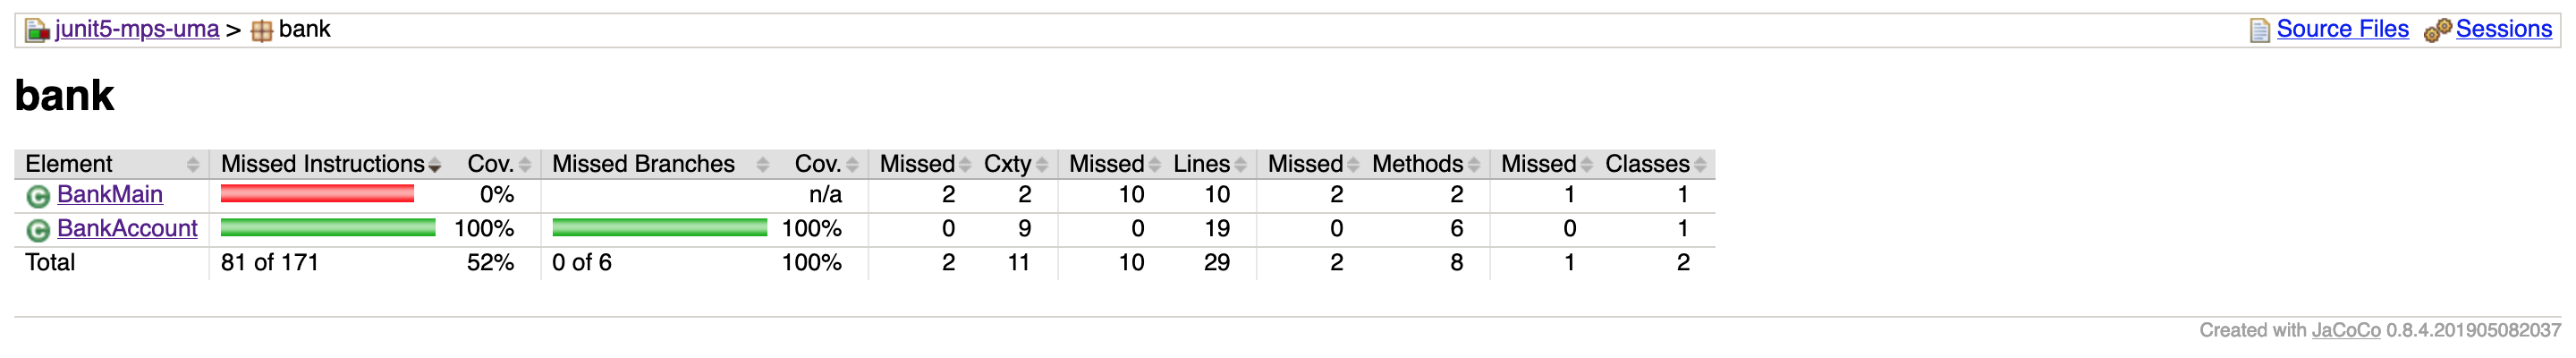 junit5-mps-uma > bank Source Files Sessions
bank
Element Missed Instructions Cov. Missed Branches Cov. Missed Cxty Missed Lines Missed Methods Missed Classes
C BankMain 0% n/a 2 2 10 10 2 2 1 1
C BankAccount 100% 100% 0 9 0 19 0 6 0 1
Total 81 of 171 52% 0 of 6 100% 2 11 10 29 2 8 1 2
Created with JaCoCo 0.8.4.201905082037